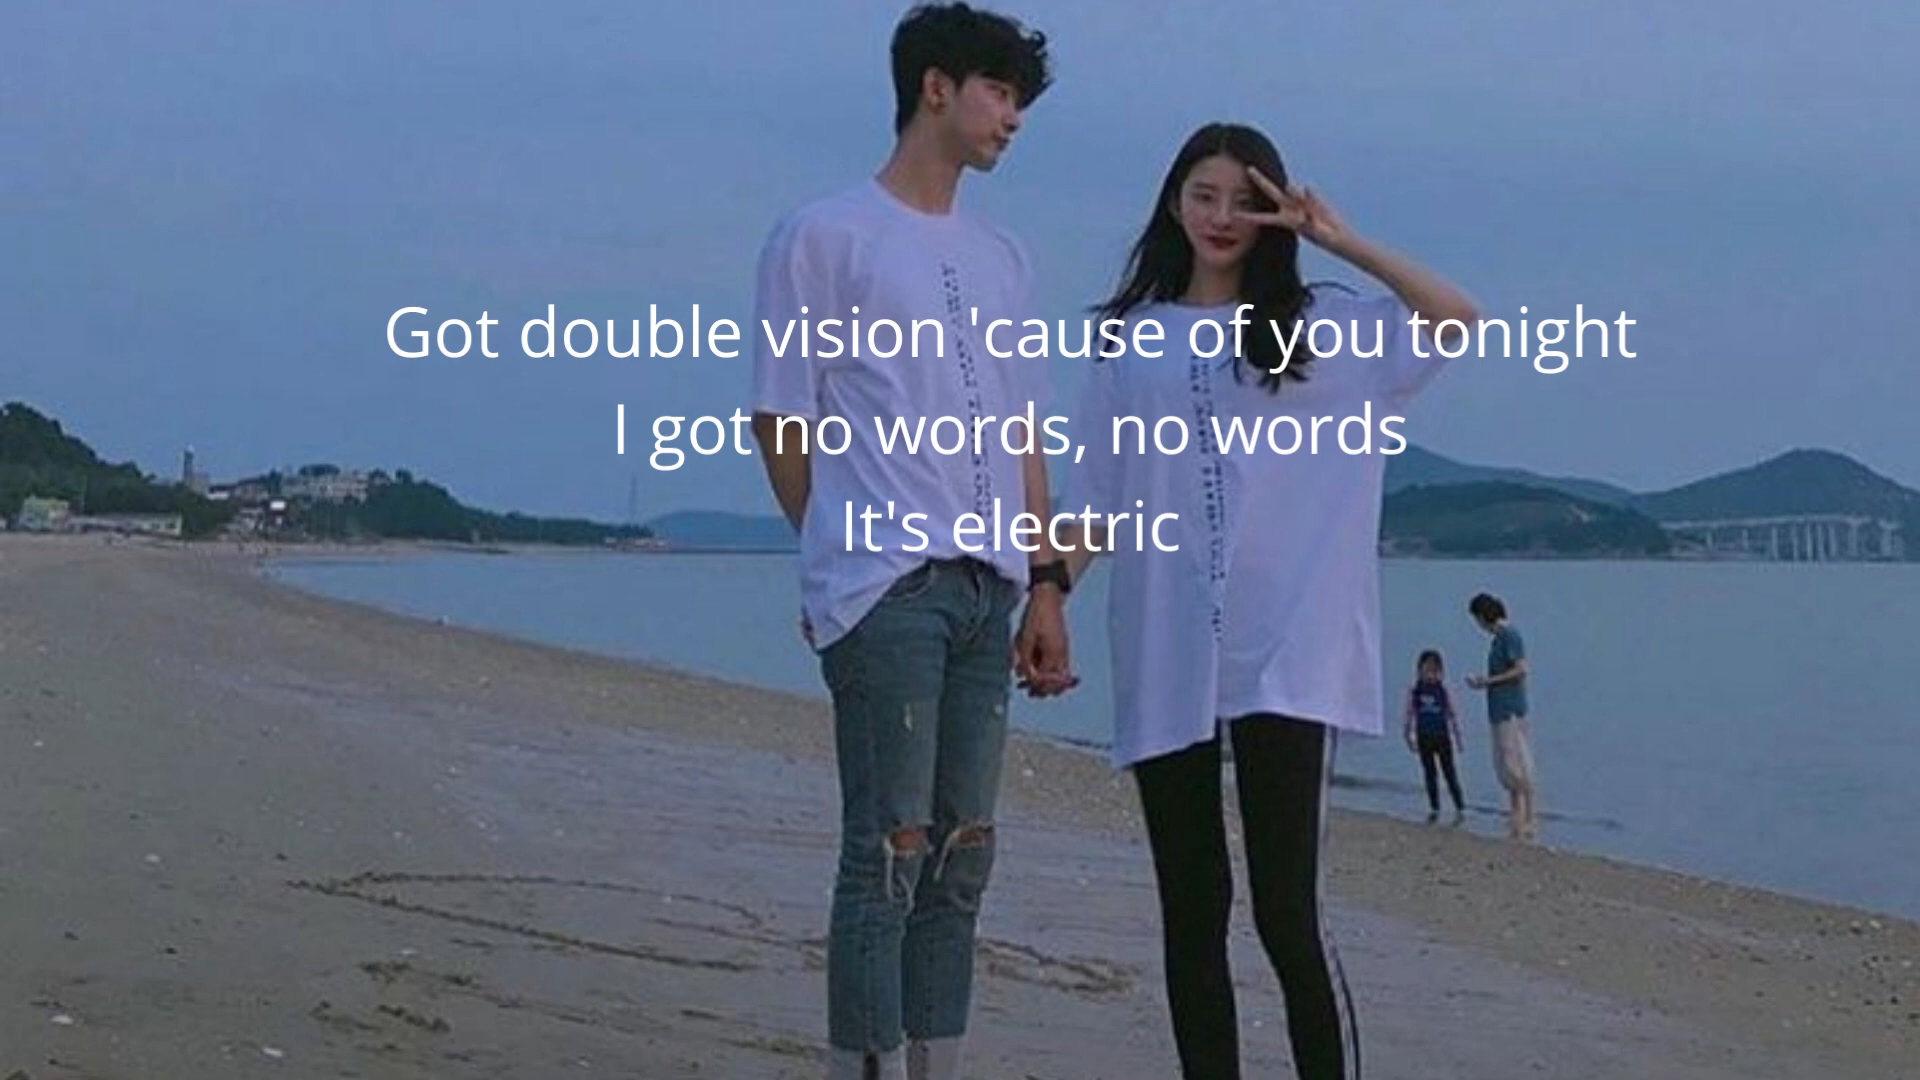 Got double vision 'cause of you tonight
I got no words, no words
It's electric